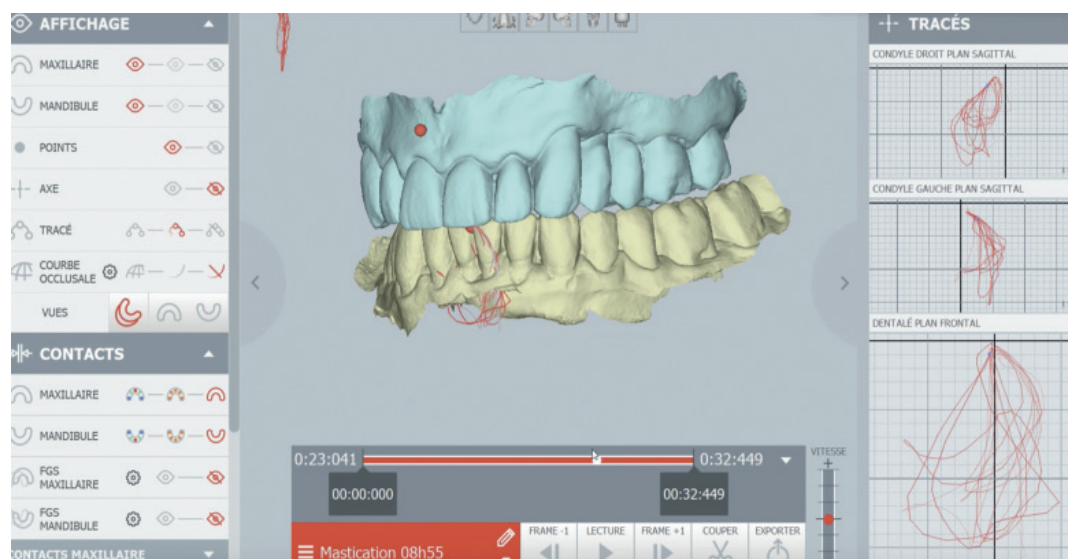 AFFICHAGE
MAXILLAIRE
MANDIBULE
POINTS
AXE
TRACÉ
COURBE
OCCLUSALE
VUES
CONTACTS
MAXILLAIRE
MANDIBULE
FGS
MAXILLAIRE
FGS
MANDIBULE
CONTACTS MAXILLAIRE
0:23:041
0:32:449
00:00:000
00:32:449
VITESSE
+
Mastication 08h55
FRAME -1
LECTURE
FRAME +1
COUPER
EXPORTER
TRACÉS
CONDYLE DROIT PLAN SAGITTAL
CONDYLE GAUCHE PLAN SAGITTAL
DENTALÉ PLAN FRONTAL